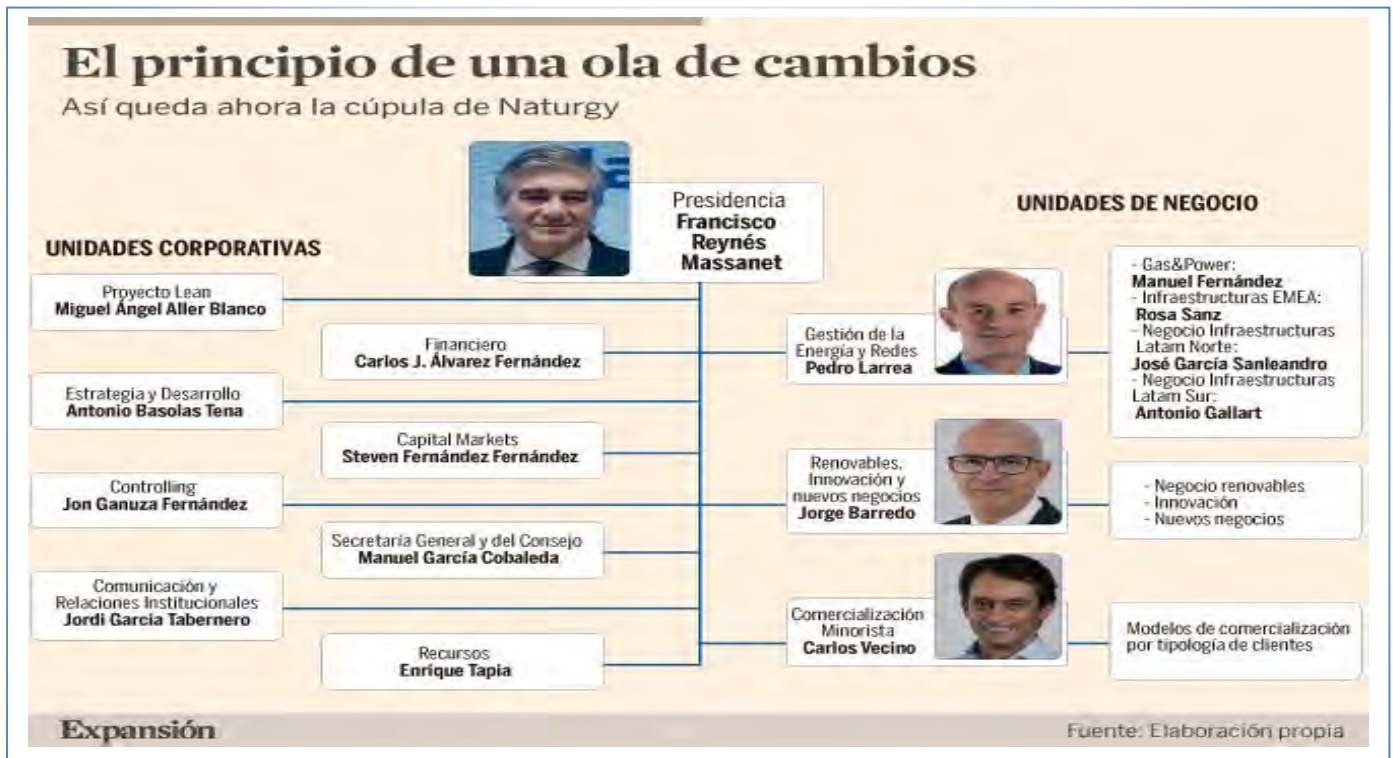 El principio de una ola de cambios
Así queda ahora la cúpula de Naturgy
Presidencia
Francisco
Reynés
Massanet
UNIDADES CORPORATIVAS
Proyecto Lean
Miguel Ángel Aller Blanco
Financiero
Carlos J. Álvarez Fernández
Estrategia y Desarrollo
Antonio Basolas Tena
Capital Markets
Steven Fernández Fernández
Controlling
Jon Ganuza Fernández
Secretaría General y del Consejo
Manuel García Cobaleda
Comunicación y
Relaciones Institucionales
Jordi Garcia Tabernero
Recursos
Enrique Tapia
UNIDADES DE NEGOCIO
Gestión de la
Energía y Redes
Pedro Larrea
- Gas&Power:
Manuel Fernández
- Infraestructuras EMEA:
Rosa Sanz
- Negocio Infraestructuras
Latam Norte:
José García Sanleandro
- Negocio Infraestructuras
Latam Sur:
Antonio Gallart
Renovables,
Innovación y
nuevos negocios
Jorge Barredo
- Negocio renovables
- Innovación
- Nuevos negocios
Comercialización
Minorista
Carlos Vecino
Modelos de comercialización
por tipología de clientes
Expansión
Fuente: Elaboración propia